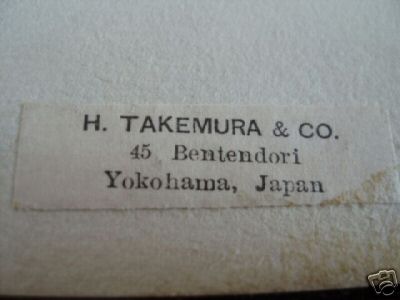 H. TAKEMURA & CO.
45 Bentendori
Yokohama, Japan